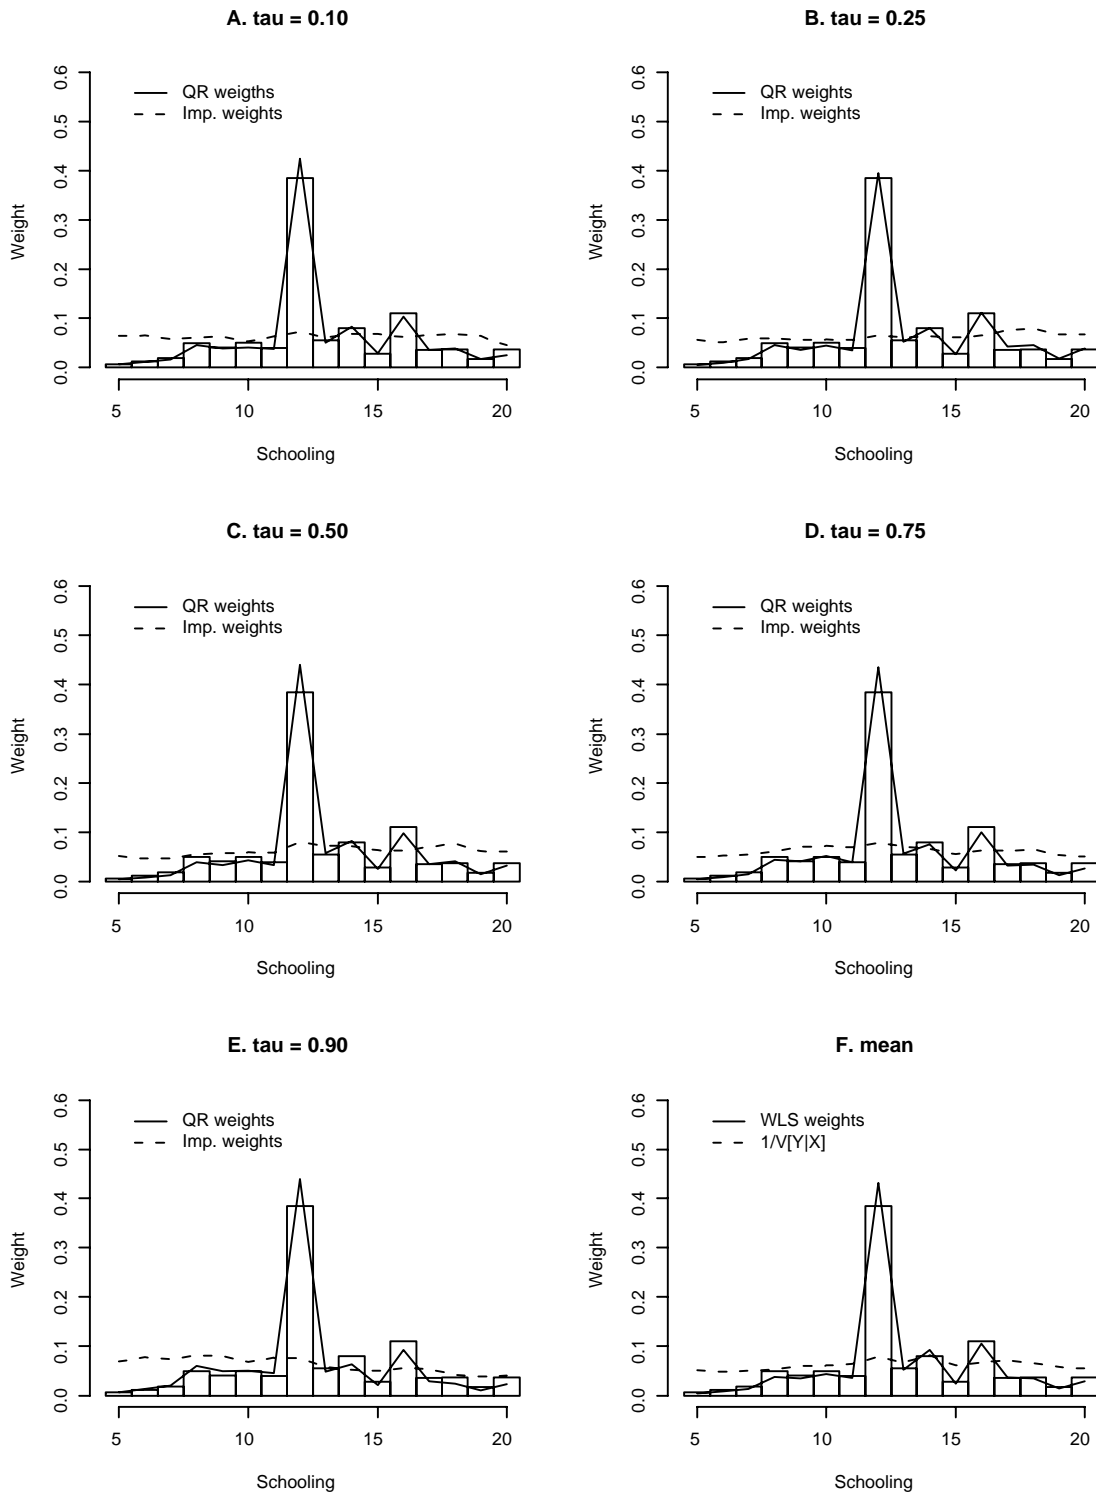 A. tau = 0.10
Weight
0.0 0.1 0.2 0.3 0.4 0.5 0.6
QR weigths
Imp. weights
5 10 15 20
Schooling
B. tau = 0.25
Weight
0.0 0.1 0.2 0.3 0.4 0.5 0.6
QR weights
Imp. weights
5 10 15 20
Schooling
C. tau = 0.50
Weight
0.0 0.1 0.2 0.3 0.4 0.5 0.6
QR weights
Imp. weights
5 10 15 20
Schooling
D. tau = 0.75
Weight
0.0 0.1 0.2 0.3 0.4 0.5 0.6
QR weights
Imp. weights
5 10 15 20
Schooling
E. tau = 0.90
Weight
0.0 0.1 0.2 0.3 0.4 0.5 0.6
QR weights
Imp. weights
5 10 15 20
Schooling
F. mean
Weight
0.0 0.1 0.2 0.3 0.4 0.5 0.6
WLS weights
1/V[Y|X]
5 10 15 20
Schooling